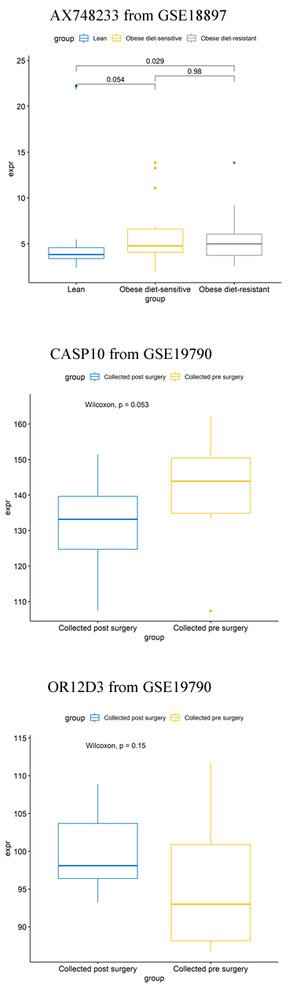 AX748233 from GSE18897
group Lean Obese diet-sensitive Obese diet-resistant
25
0.029
0.98
0.054
20
15
expr
10
5
Lean Obese diet-sensitive Obese diet-resistant
group
CASP10 from GSE19790
group Collected post surgery Collected pre surgery
Wilcoxon, p = 0.053
160
150
140
expr
130
120
110
Collected post surgery Collected pre surgery
group
OR12D3 from GSE19790
group Collected post surgery Collected pre surgery
115
Wilcoxon, p = 0.15
110
105
100
expr
95
90
Collected post surgery Collected pre surgery
group